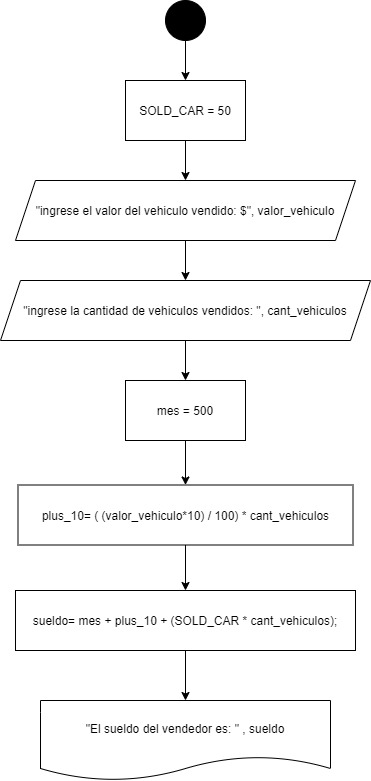 SOLD_CAR = 50
"ingrese el valor del vehiculo vendido: $", valor_vehiculo
"ingrese la cantidad de vehiculos vendidos: ", cant_vehiculos
mes = 500
plus_10= ( (valor_vehiculo*10) / 100) * cant_vehiculos
sueldo= mes + plus_10 + (SOLD_CAR * cant_vehiculos);
"El sueldo del vendedor es: " , sueldo